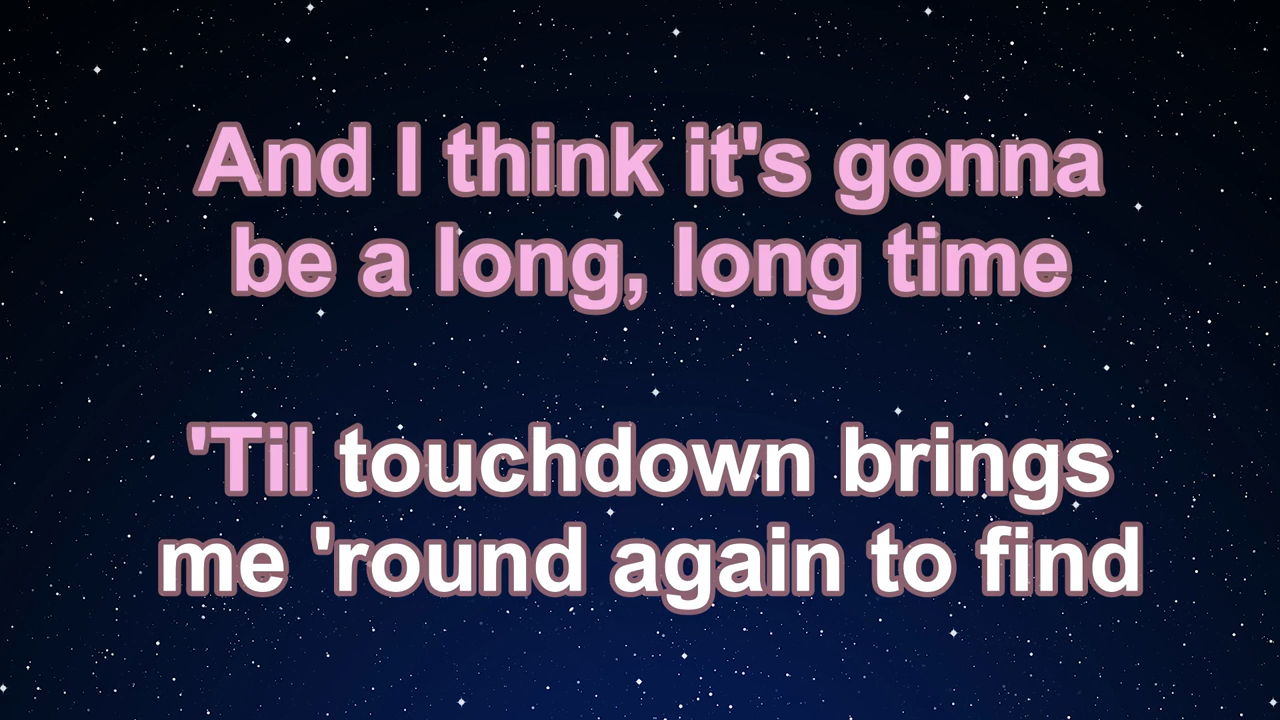 And I think it's gonna
be a long, long time
'Til touchdown brings
me 'round again to find